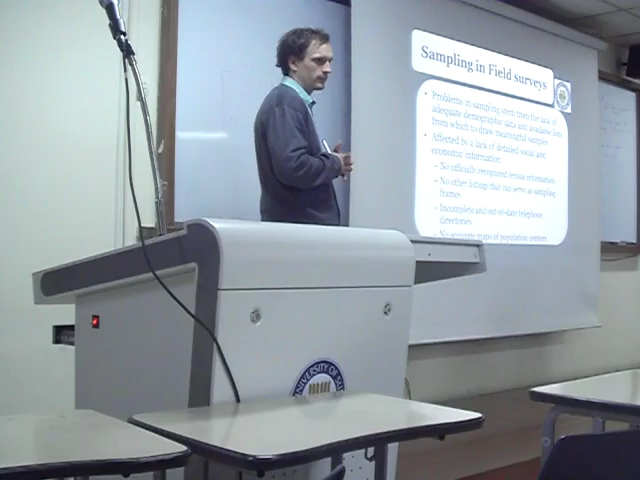 Sampling in Field surveys
• Problems in sampling stem from the lack of
adequate demographic data and available lists
from which to draw meaningful samples
• Affected by a lack of detailed social and
economic information
– No officially recognized census information
– No other listings that can serve as sampling
frames
– Incomplete and out-of-date telephone
directories
– No accurate maps of population centers
UNIVERSITY OF SU